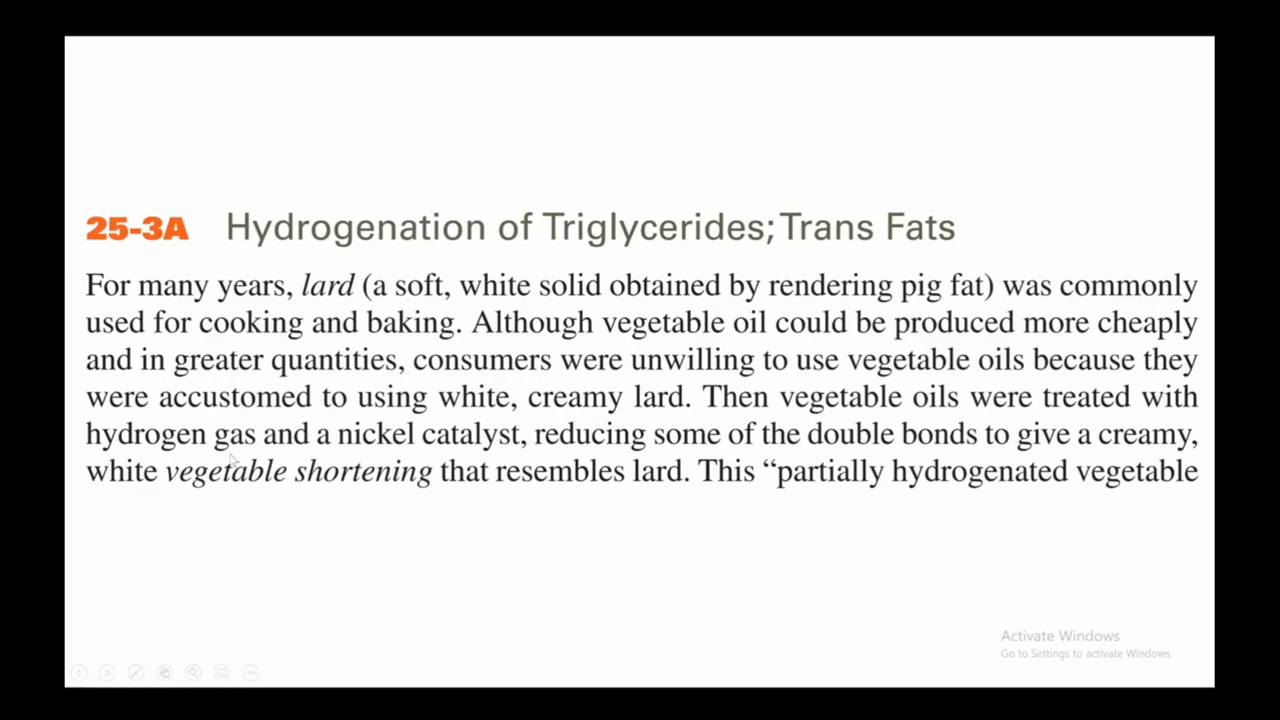 25-3A Hydrogenation of Triglycerides; Trans Fats
For many years, lard (a soft, white solid obtained by rendering pig fat) was commonly
used for cooking and baking. Although vegetable oil could be produced more cheaply
and in greater quantities, consumers were unwilling to use vegetable oils because they
were accustomed to using white, creamy lard. Then vegetable oils were treated with
hydrogen gas and a nickel catalyst, reducing some of the double bonds to give a creamy,
white vegetable shortening that resembles lard. This “partially hydrogenated vegetable
Activate Windows
Go to Settings to activate Windows.